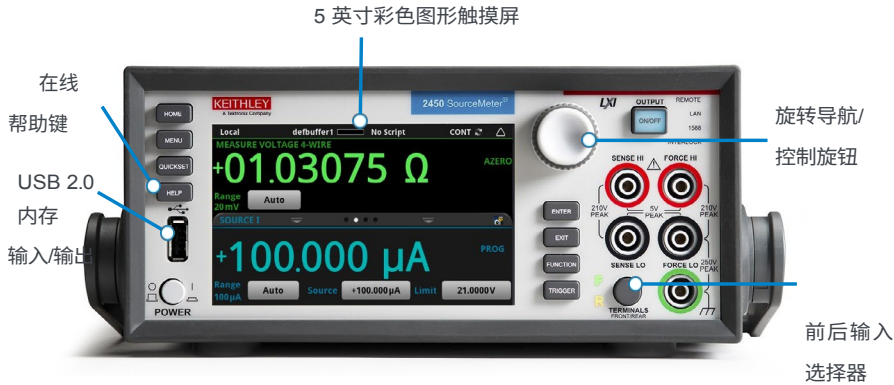 5 英寸彩色图形触摸屏
在线
帮助键
USB 2.0
内存
输入/输出
旋转导航/
控制旋钮
前后输入
选择器
KEITHLEY
A Tektronix Company
2450 SourceMeter®
LXI
OUTPUT
ON/OFF
REMOTE
LAN
1588
INTERLOCK
HOME
MENU
QUICKSET
HELP
POWER
Local
defbuffer1
No Script
CONT
MEASURE VOLTAGE 4-WIRE
+01.03075 Ω
AZERO
Range
20mV
Auto
SOURCE I
+100.000 µA
PROG
Range
100µA
Auto
Source
+100.000µA
Limit
21.0000V
ENTER
EXIT
FUNCTION
TRIGGER
SENSE HI
FORCE HI
210V
PEAK
5V
PEAK
210V
PEAK
SENSE LO
FORCE LO
250V
PEAK
F
R
TERMINALS
FRONT/REAR